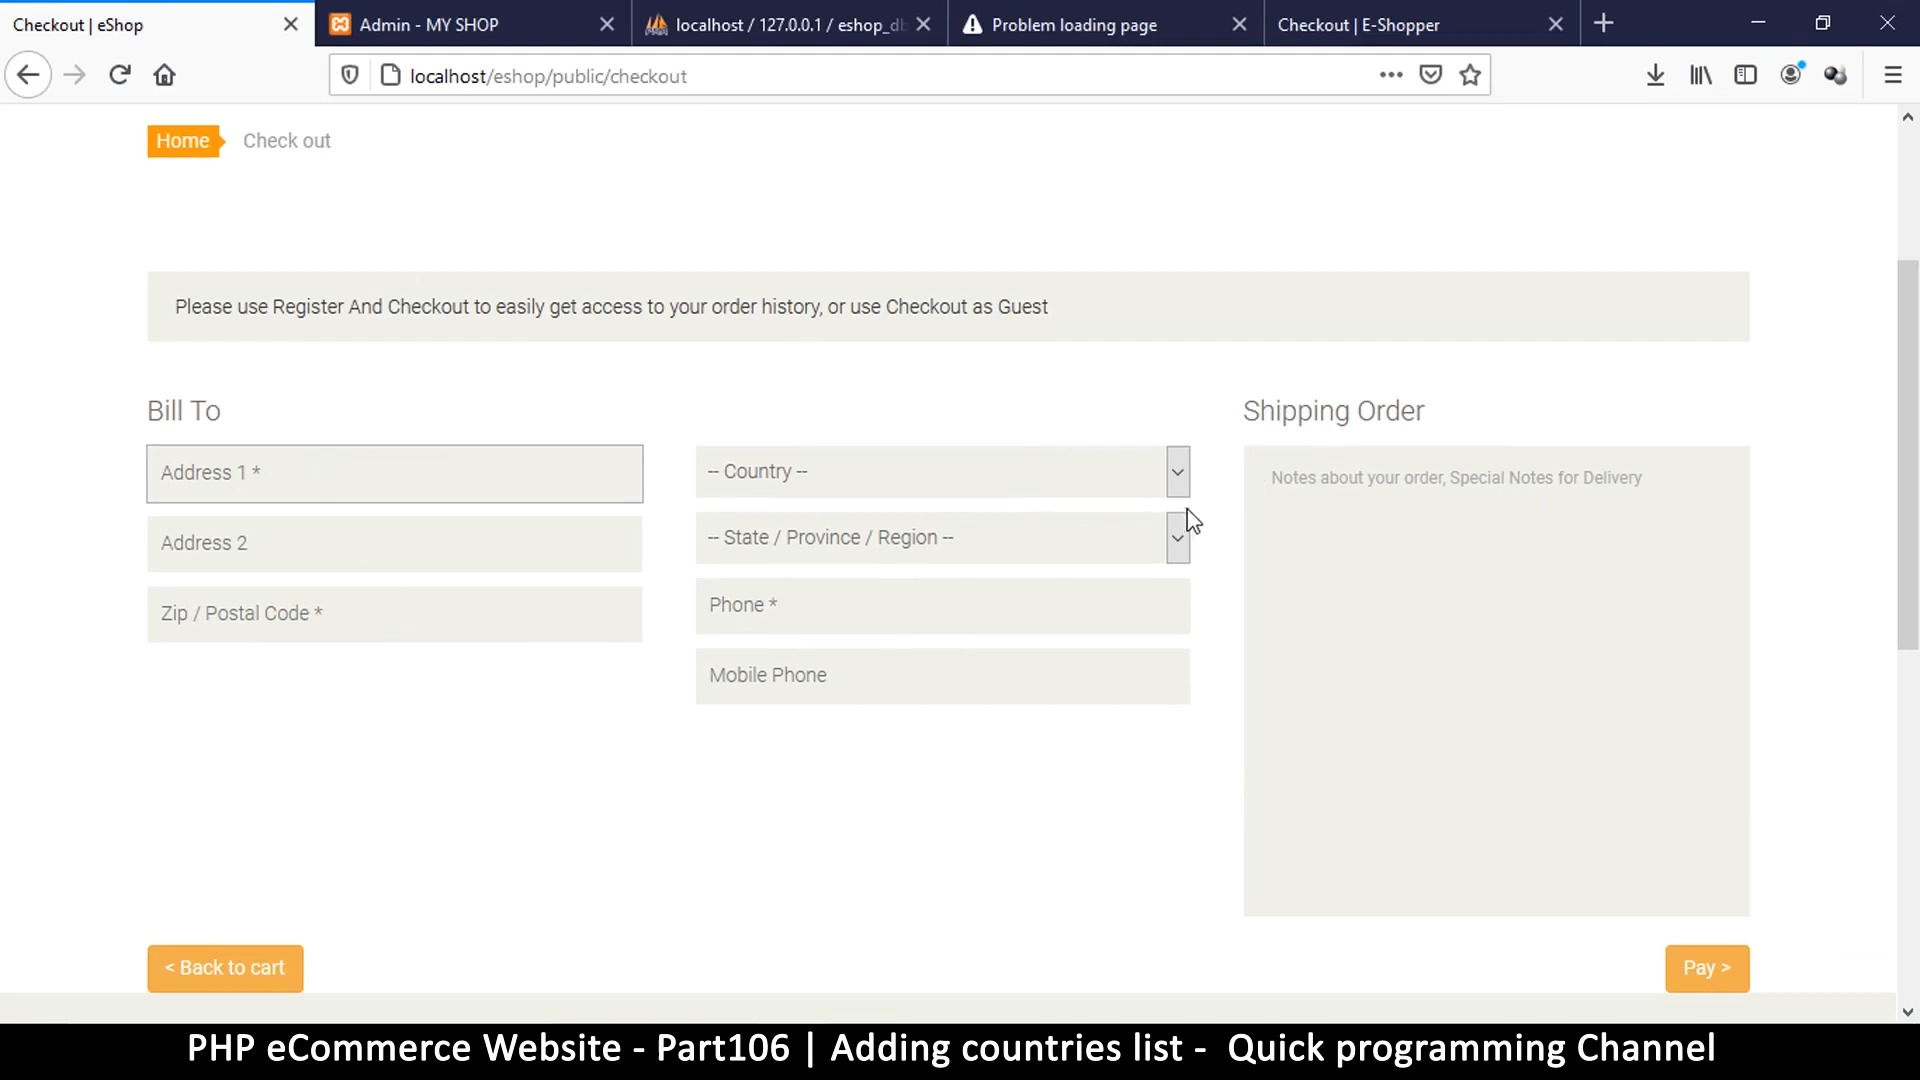 Checkout | eShop
Admin - MY SHOP
localhost / 127.0.0.1 / eshop_db
Problem loading page
Checkout | E-Shopper
localhost/eshop/public/checkout
Home
Check out
Please use Register And Checkout to easily get access to your order history, or use Checkout as Guest
Bill To
Shipping Order
Address 1 *
-- Country --
Notes about your order, Special Notes for Delivery
Address 2
-- State / Province / Region --
Zip / Postal Code *
Phone *
Mobile Phone
< Back to cart
Pay >
PHP eCommerce Website - Part106 | Adding countries list - Quick programming Channel